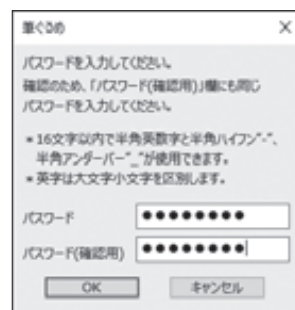 筆ぐるめ
パスワードを入力してください。
確認のため、「パスワード(確認用)」欄にも同じ
パスワードを入力してください。
*16文字以内で半角英数字と半角ハイフン"-"、
半角アンダーバー"_"が使用できます。
*英字は大文字小文字を区別します。
パスワード ●●●●●●●●
パスワード(確認用) ●●●●●●●●
OK キャンセル